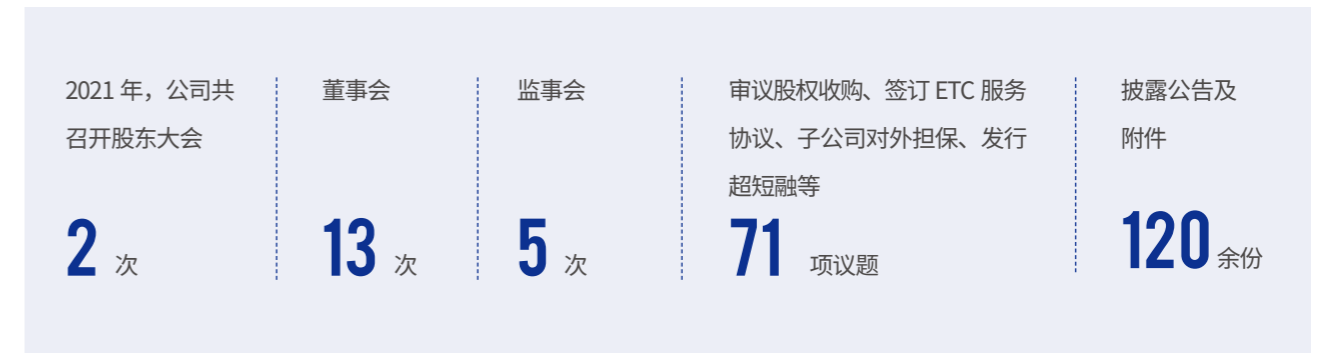 2021 年，公司共
召开股东大会
2 次
董事会
13 次
监事会
5 次
审议股权收购、签订 ETC 服务
协议、子公司对外担保、发行
超短融等
71 项议题
披露公告及
附件
120 余份